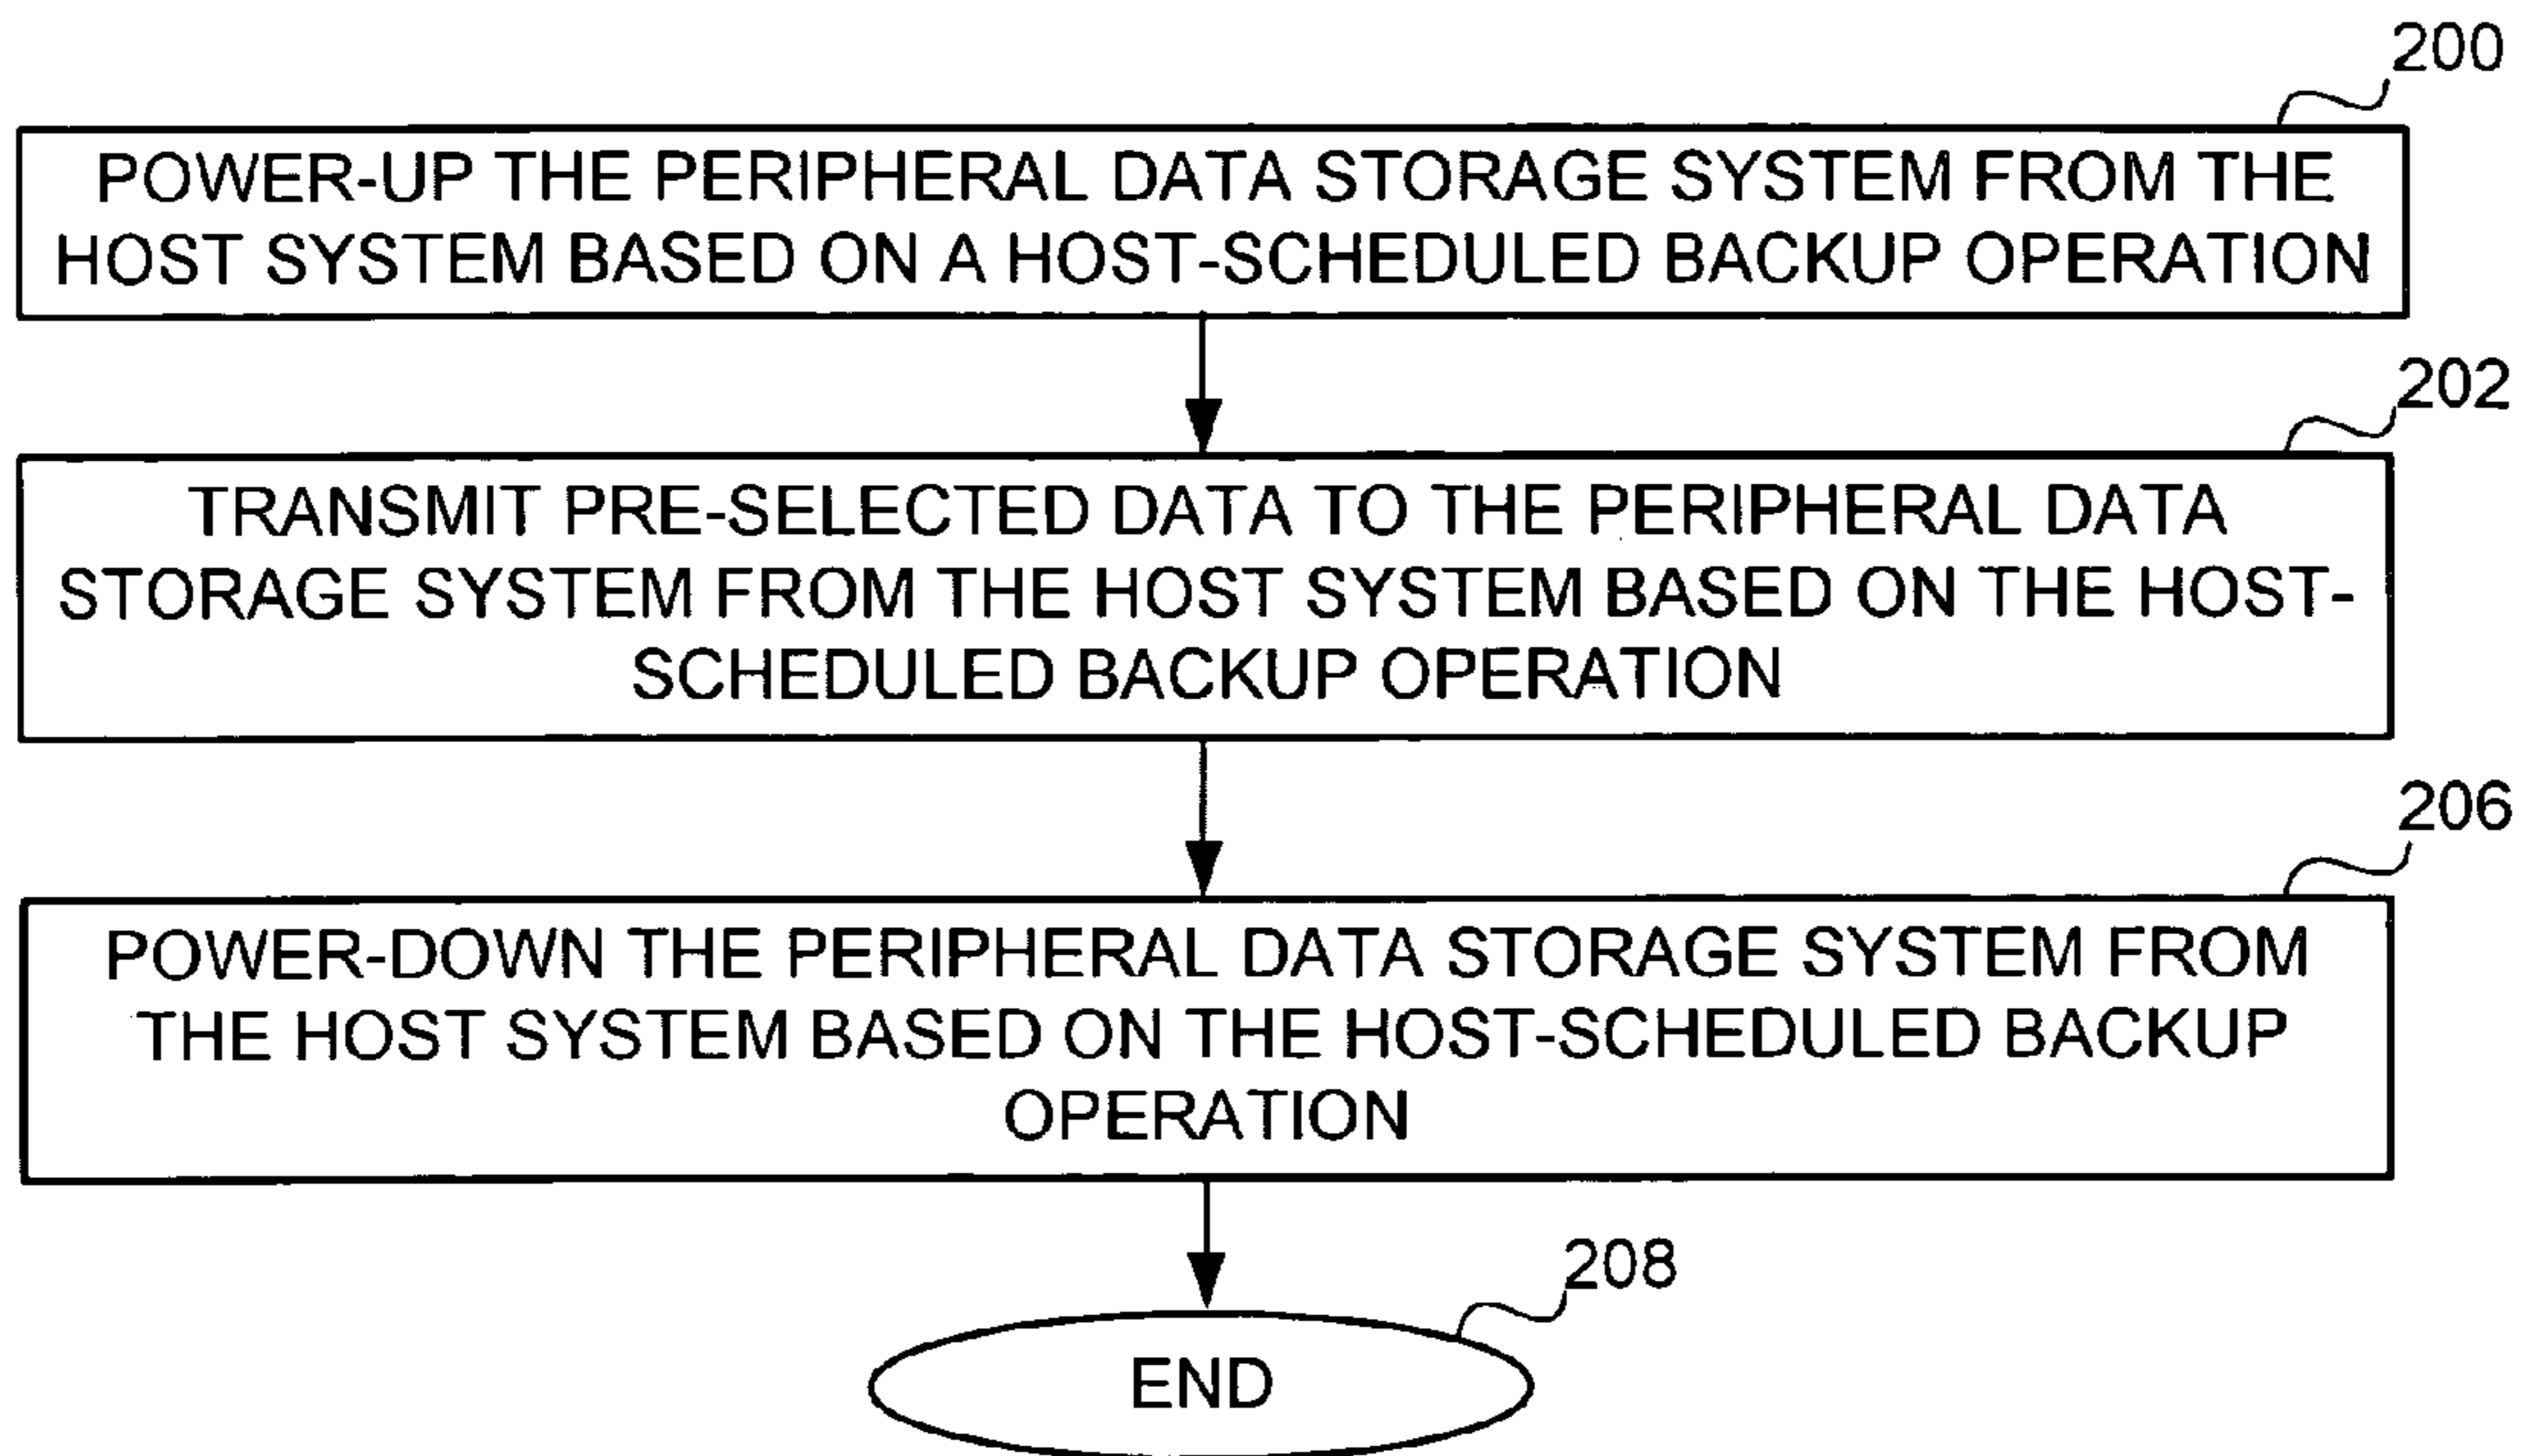 200
POWER-UP THE PERIPHERAL DATA STORAGE SYSTEM FROM THE
HOST SYSTEM BASED ON A HOST-SCHEDULED BACKUP OPERATION
202
TRANSMIT PRE-SELECTED DATA TO THE PERIPHERAL DATA
STORAGE SYSTEM FROM THE HOST SYSTEM BASED ON THE HOST-
SCHEDULED BACKUP OPERATION
206
POWER-DOWN THE PERIPHERAL DATA STORAGE SYSTEM FROM
THE HOST SYSTEM BASED ON THE HOST-SCHEDULED BACKUP
OPERATION
208
END